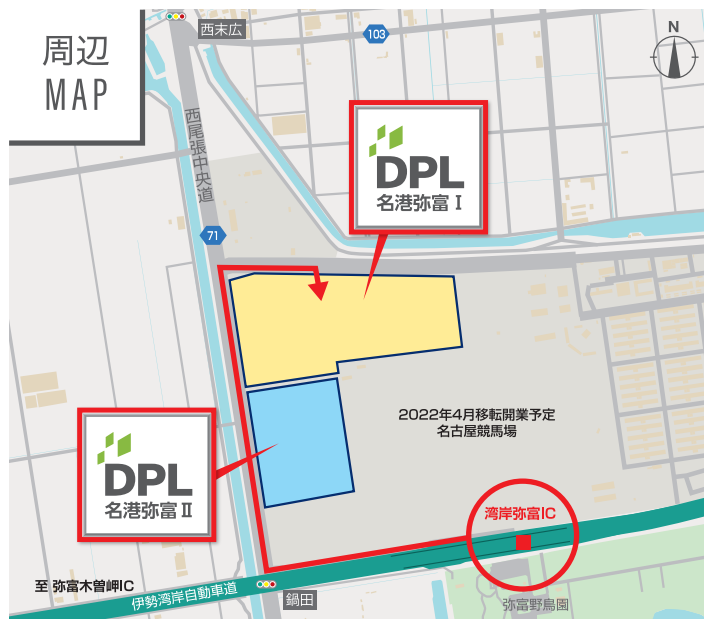 周辺
MAP
西末広
103
N
西尾張中央道
DPL
名港弥富Ⅰ
71
2022年4月移転開業予定
名古屋競馬場
DPL
名港弥富Ⅱ
湾岸弥富IC
至 弥富木曽岬IC
伊勢湾岸自動車道
鍋田
弥富野鳥園